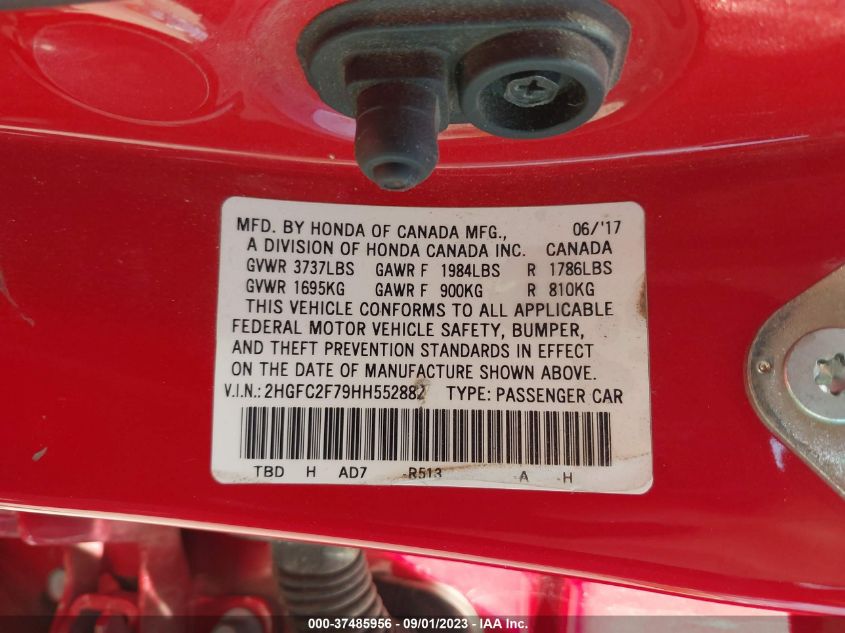 MFD. BY HONDA OF CANADA MFG., 06/'17
A DIVISION OF HONDA CANADA INC. CANADA
GVWR 3737LBS GAWR F 1984LBS R 1786LBS
GVWR 1695KG GAWR F 900KG R 810KG
THIS VEHICLE CONFORMS TO ALL APPLICABLE
FEDERAL MOTOR VEHICLE SAFETY, BUMPER,
AND THEFT PREVENTION STANDARDS IN EFFECT
ON THE DATE OF MANUFACTURE SHOWN ABOVE.
V.I.N.: 2HGFC2F79HH552882 TYPE: PASSENGER CAR
TBD H AD7 -R513 A -H
000-37485956 - 09/01/2023 - IAA Inc.